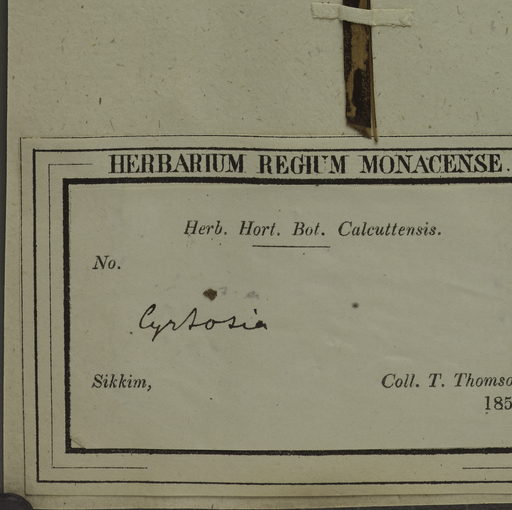 HERBARIUM REGIUM MONACENSE.
Herb. Hort. Bot. Calcuttensis.
No.
Cyrtosia
Sikkim,
Coll. T. Thomso
185